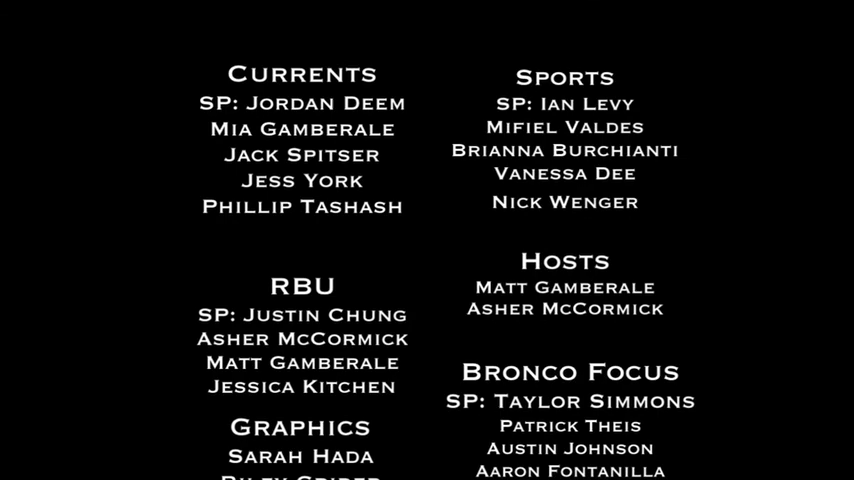 Currents
SP: Jordan Deem
Mia Gamberale
Jack Spitser
Jess York
Phillip Tashash
RBU
SP: Justin Chung
Asher McCormick
Matt Gamberale
Jessica Kitchen
Graphics
Sarah Hada
Sports
SP: Ian Levy
Mifiel Valdes
Brianna Burchianti
Vanessa Dee
Nick Wenger
Hosts
Matt Gamberale
Asher McCormick
Bronco Focus
SP: Taylor Simmons
Patrick Theis
Austin Johnson
Aaron Fontanilla